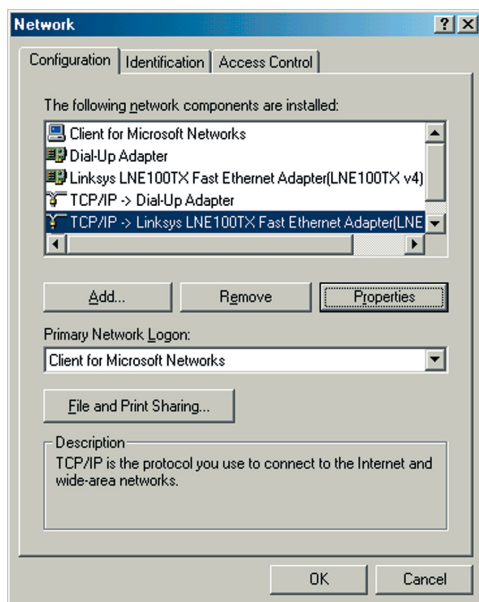 Network
Configuration Identification Access Control
The following network components are installed:
Client for Microsoft Networks
Dial-Up Adapter
Linksys LNE100TX Fast Ethernet Adapter(LNE100TX v4)
TCP/IP -> Dial-Up Adapter
TCP/IP -> Linksys LNE100TX Fast Ethernet Adapter(LNE
Add... Remove Properties
Primary Network Logon:
Client for Microsoft Networks
File and Print Sharing...
Description
TCP/IP is the protocol you use to connect to the Internet and
wide-area networks.
OK Cancel